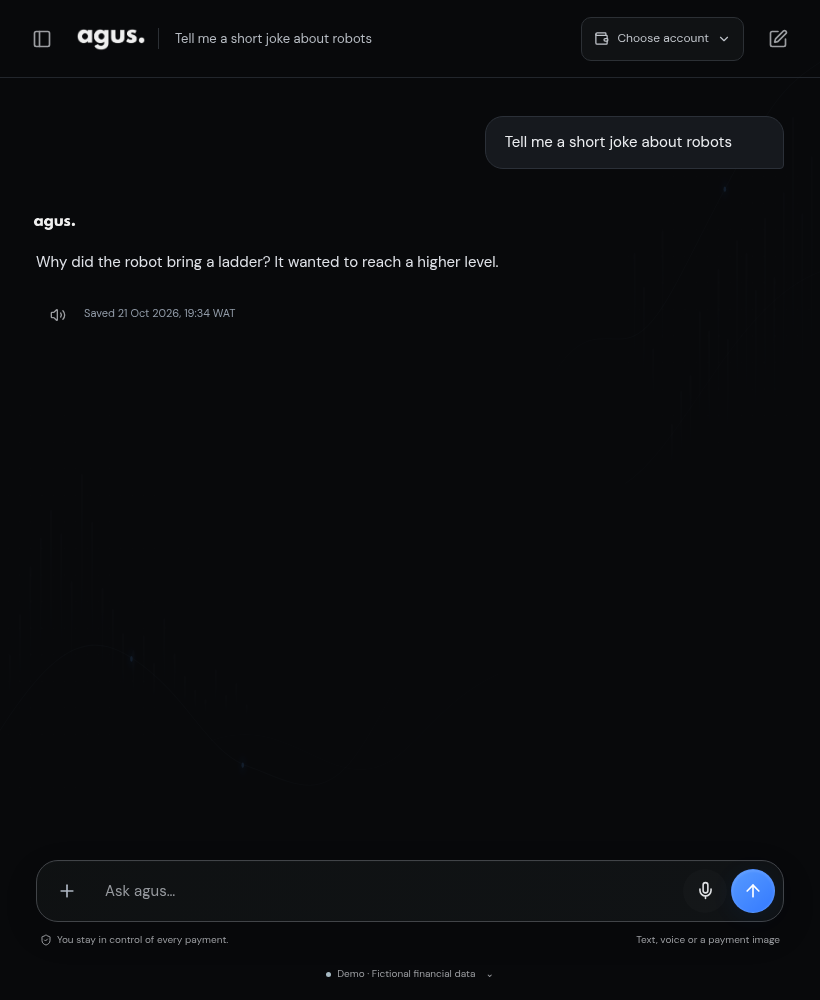 agus.
Tell me a short joke about robots
Choose account
Tell me a short joke about robots
agus.
Why did the robot bring a ladder? It wanted to reach a higher level.
Saved 21 Oct 2026, 19:34 WAT
Ask agus...
You stay in control of every payment.
Text, voice or a payment image
Demo · Fictional financial data